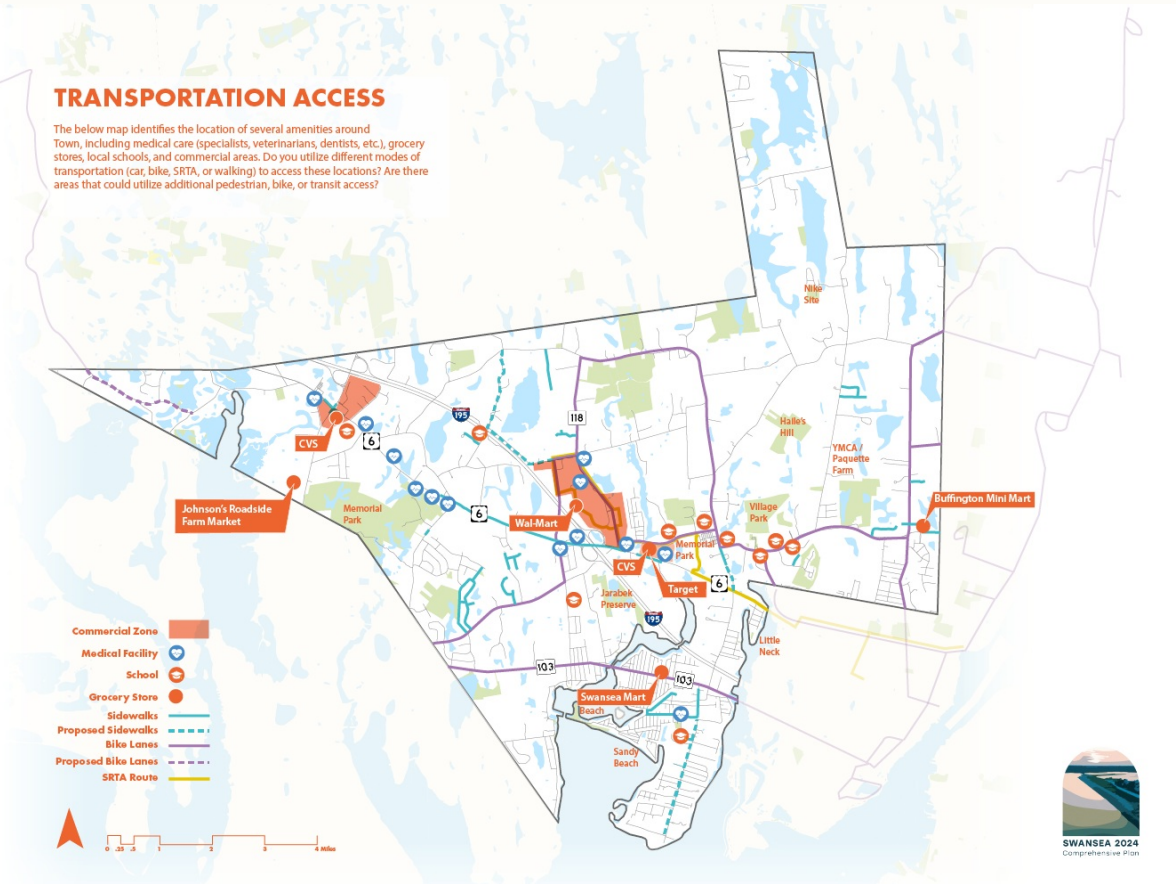 TRANSPORTATION ACCESS
The below map identifies the location of several amenities around
Town, including medical care (specialists, veterinarians, dentists, etc.), grocery
stores, local schools, and commercial areas. Do you utilize different modes of
transportation (car, bike, SRTA, or walking) to access these locations? Are there
areas that could utilize additional pedestrian, bike, or transit access?
Nike
Site
195
118
CVS
6
Halle's
Hill
YMCA /
Paquette
Farm
Johnson's Roadside
Farm Market
Memorial
Park
6
Wal-Mart
Village
Park
Buffington Mini Mart
Memorial
Park
CVS
Target
6
Jarabek
Preserve
195
Little
Neck
103
103
Swansea Mart
Beach
Sandy
Beach
Commercial Zone
Medical Facility
School
Grocery Store
Sidewalks
Proposed Sidewalks
Bike Lanes
Proposed Bike Lanes
SRTA Route
0 .25 .5 1 2 3 4 Miles
SWANSEA 2024
Comprehensive Plan